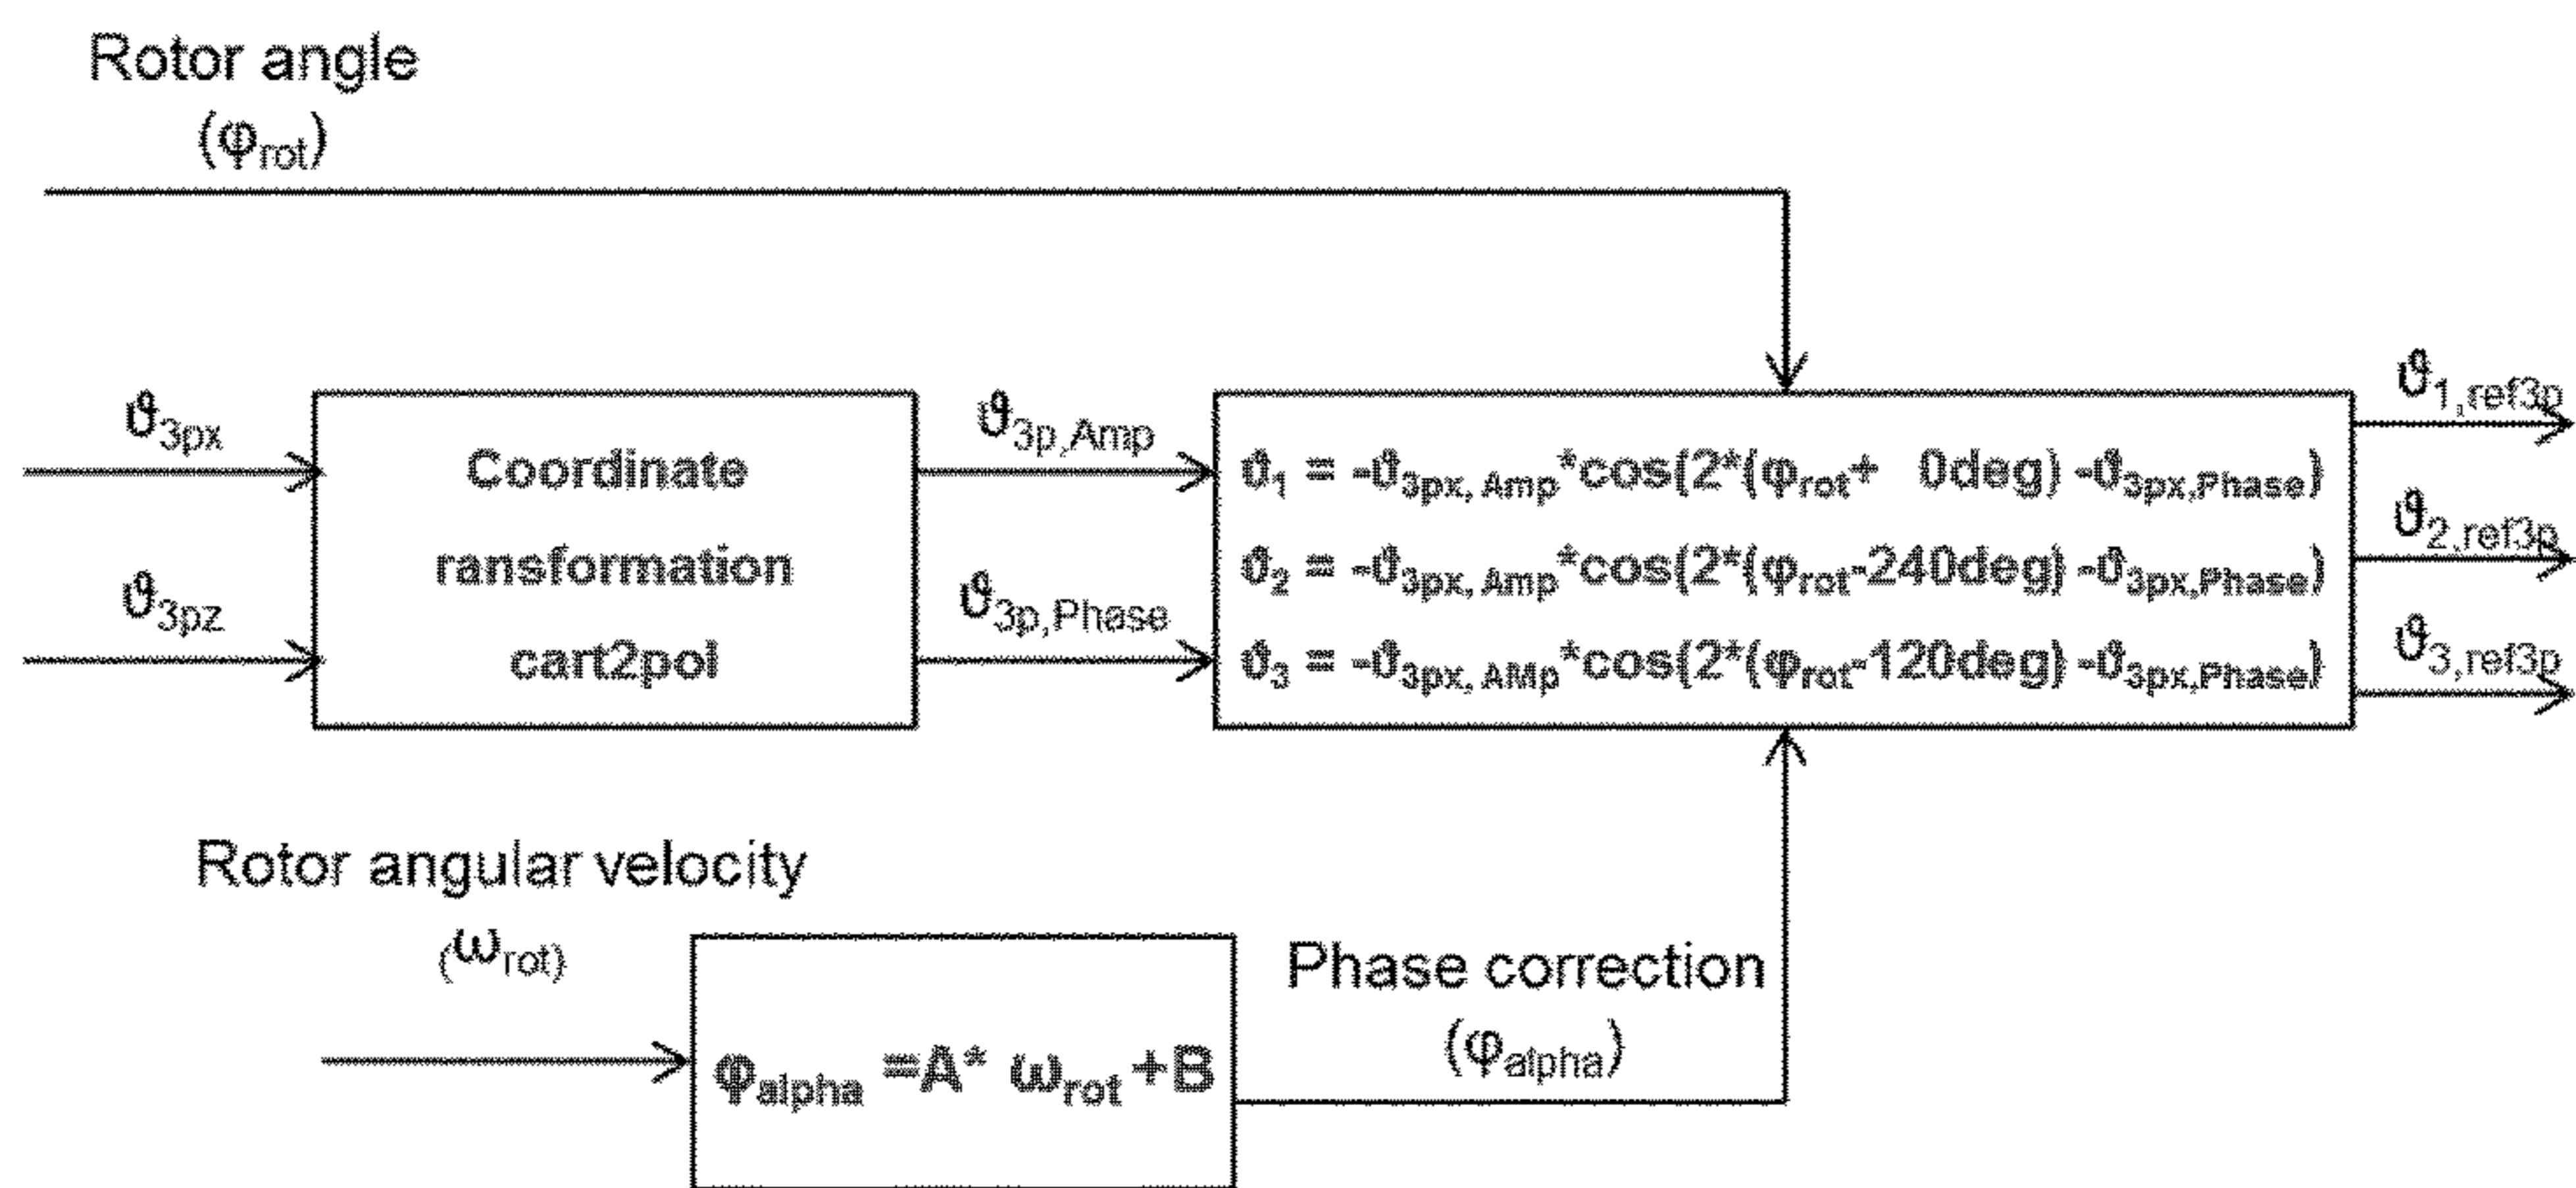 Rotor angle
(φrot)
ϑ3px
ϑ3pz
Coordinate
ransformation
cart2pol
ϑ3p,Amp
ϑ3p,Phase
ϑ1 = -ϑ3px, Amp*cos(2*(φrot+ 0deg) -ϑ3px,Phase)
ϑ2 = -ϑ3px, Amp*cos(2*(φrot-240deg) -ϑ3px,Phase)
ϑ3 = -ϑ3px, AMp*cos(2*(φrot-120deg) -ϑ3px,Phase)
ϑ1,ref3p
ϑ2,ref3p
ϑ3,ref3p
Rotor angular velocity
(ωrot)
φalpha =A* ωrot +B
Phase correction
(φalpha)